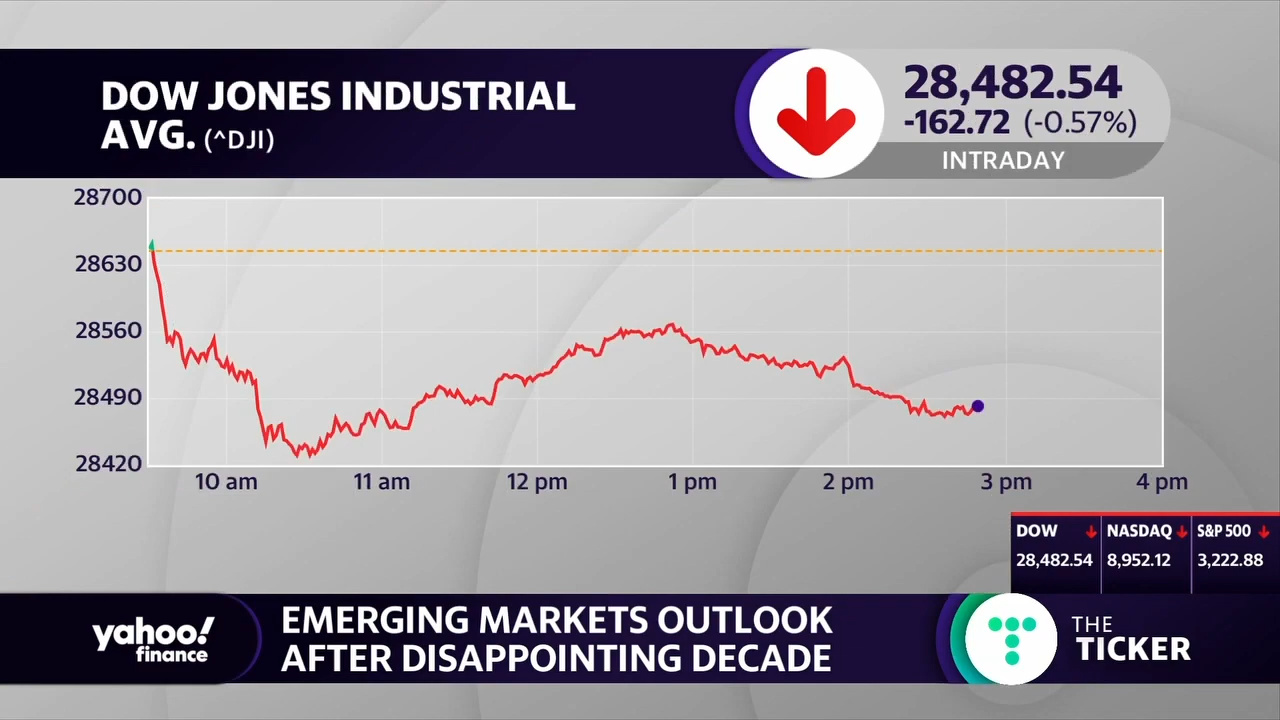 DOW JONES INDUSTRIAL
AVG. (^DJI)
28,482.54
-162.72 (-0.57%)
INTRADAY
28700
28630
28560
28490
28420
10 am 11 am 12 pm 1 pm 2 pm 3 pm 4 pm
DOW NASDAQ S&P 500
28,482.54 8,952.12 3,222.88
yahoo!
finance
EMERGING MARKETS OUTLOOK
AFTER DISAPPOINTING DECADE
THE
TICKER